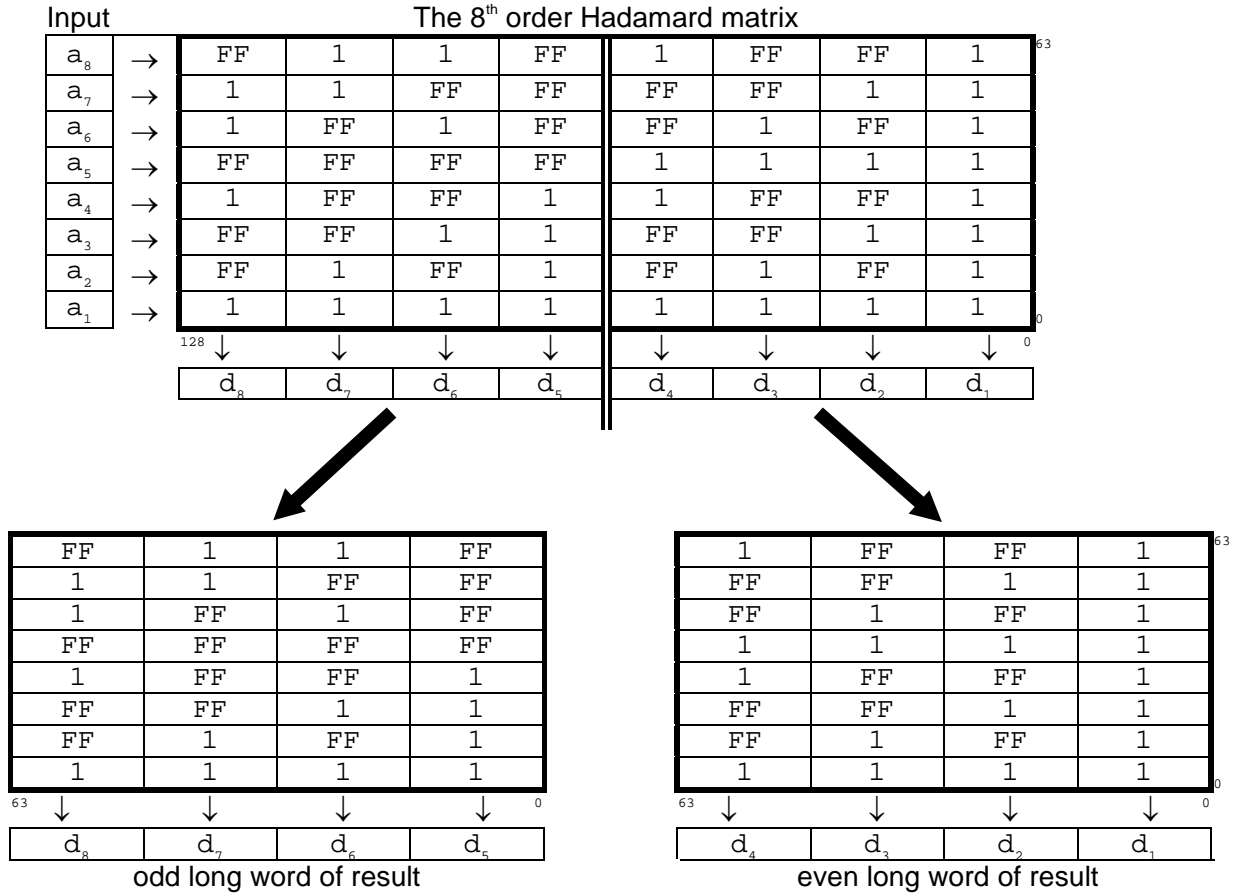 Input The 8th order Hadamard matrix
a8 → FF 1 1 FF 1 FF FF 1 63
a7 → 1 1 FF FF FF FF 1 1
a6 → 1 FF 1 FF FF 1 FF 1
a5 → FF FF FF FF 1 1 1 1
a4 → 1 FF FF 1 1 FF FF 1
a3 → FF FF 1 1 FF FF 1 1
a2 → FF 1 FF 1 FF 1 FF 1
a1 → 1 1 1 1 1 1 1 1 0
128 ↓ ↓ ↓ ↓ ↓ ↓ ↓ 0
d8 d7 d6 d5 d4 d3 d2 d1
FF 1 1 FF
1 1 FF FF
1 FF 1 FF
FF FF FF FF
1 FF FF 1
FF FF 1 1
FF 1 FF 1
1 1 1 1
63 ↓ ↓ ↓ ↓ 0
d8 d7 d6 d5
odd long word of result
1 FF FF 1 63
FF FF 1 1
FF 1 FF 1
1 1 1 1
1 FF FF 1
FF FF 1 1
FF 1 FF 1
1 1 1 1 0
63 ↓ ↓ ↓ ↓ 0
d4 d3 d2 d1
even long word of result